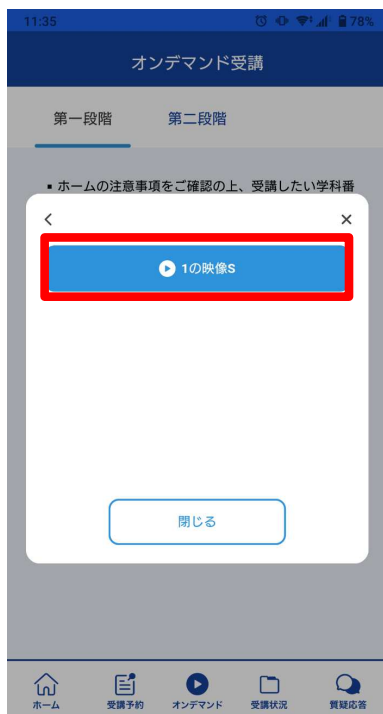 11:35
78%
オンデマンド受講
第一段階
第二段階
▪ ホームの注意事項をご確認の上、受講したい学科番
1の映像S
閉じる
ホーム
受講予約
オンデマンド
受講状況
質疑応答